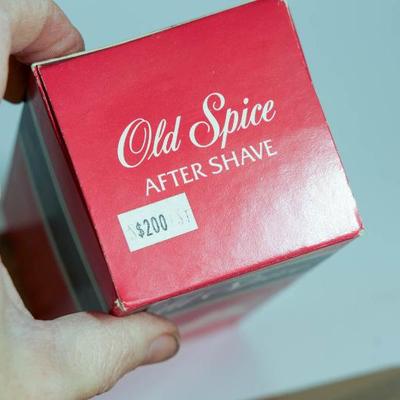 Old Spice
AFTER SHAVE
$200